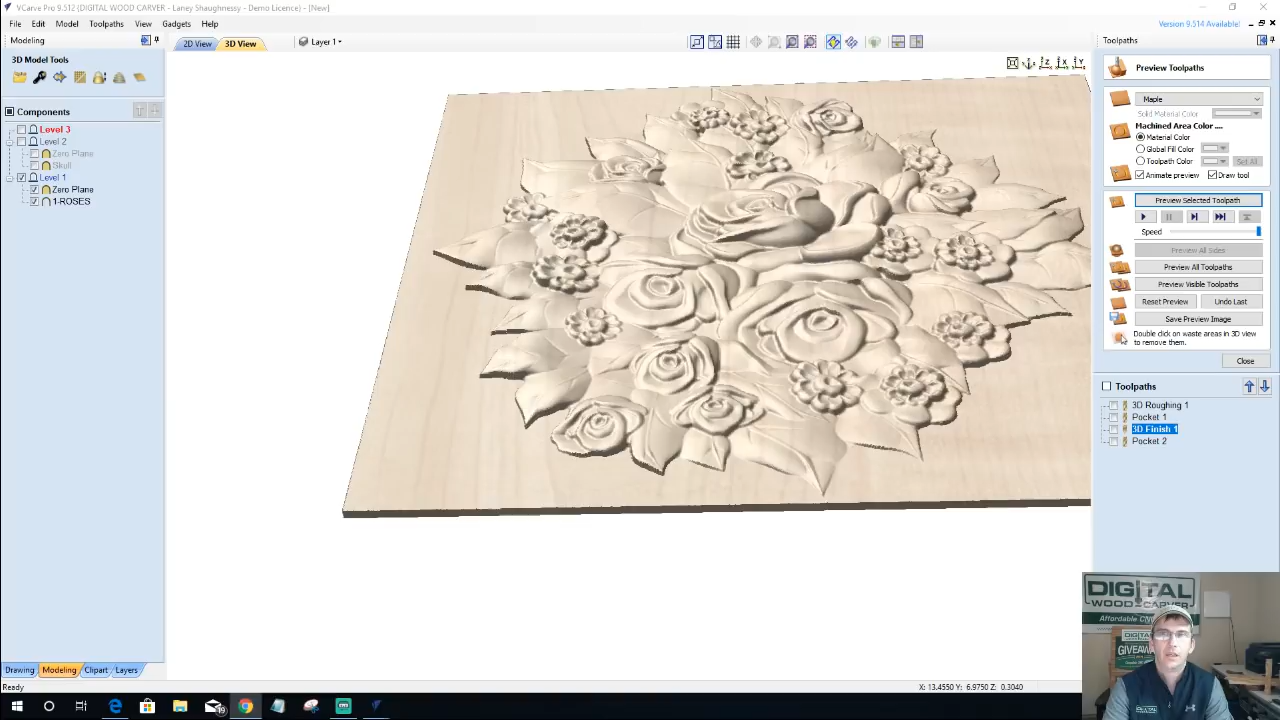 VCarve Pro 9.512 (DIGITAL WOOD CARVER - Laney Shaughnessy - Demo Licence) - [New]
File Edit Model Toolpaths View Gadgets Help
Version 9.514 Available!
Modeling
2D View 3D View Layer 1
Toolpaths
3D Model Tools
Components
Level 3
Level 2
Zero Plane
Skull
Level 1
Zero Plane
1-ROSES
Z X Y
Preview Toolpaths
Maple
Solid Material Color
Machined Area Color ....
Material Color
Global Fill Color
Toolpath Color Set All
Animate preview Draw tool
Preview Selected Toolpath
Speed
Preview All Sides
Preview All Toolpaths
Preview Visible Toolpaths
Reset Preview Undo Last
Save Preview Image
Double click on waste areas in 3D view
to remove them.
Close
Toolpaths
3D Roughing 1
Pocket 1
3D Finish 1
Pocket 2
DIGITAL
WOOD-CARVER
Affordable CNC
DIGITAL
GIVEAWAY
DIGITAL
Drawing Modeling Clipart Layers
Ready
X: 13.4550 Y: 6.9750 Z: 0.3040